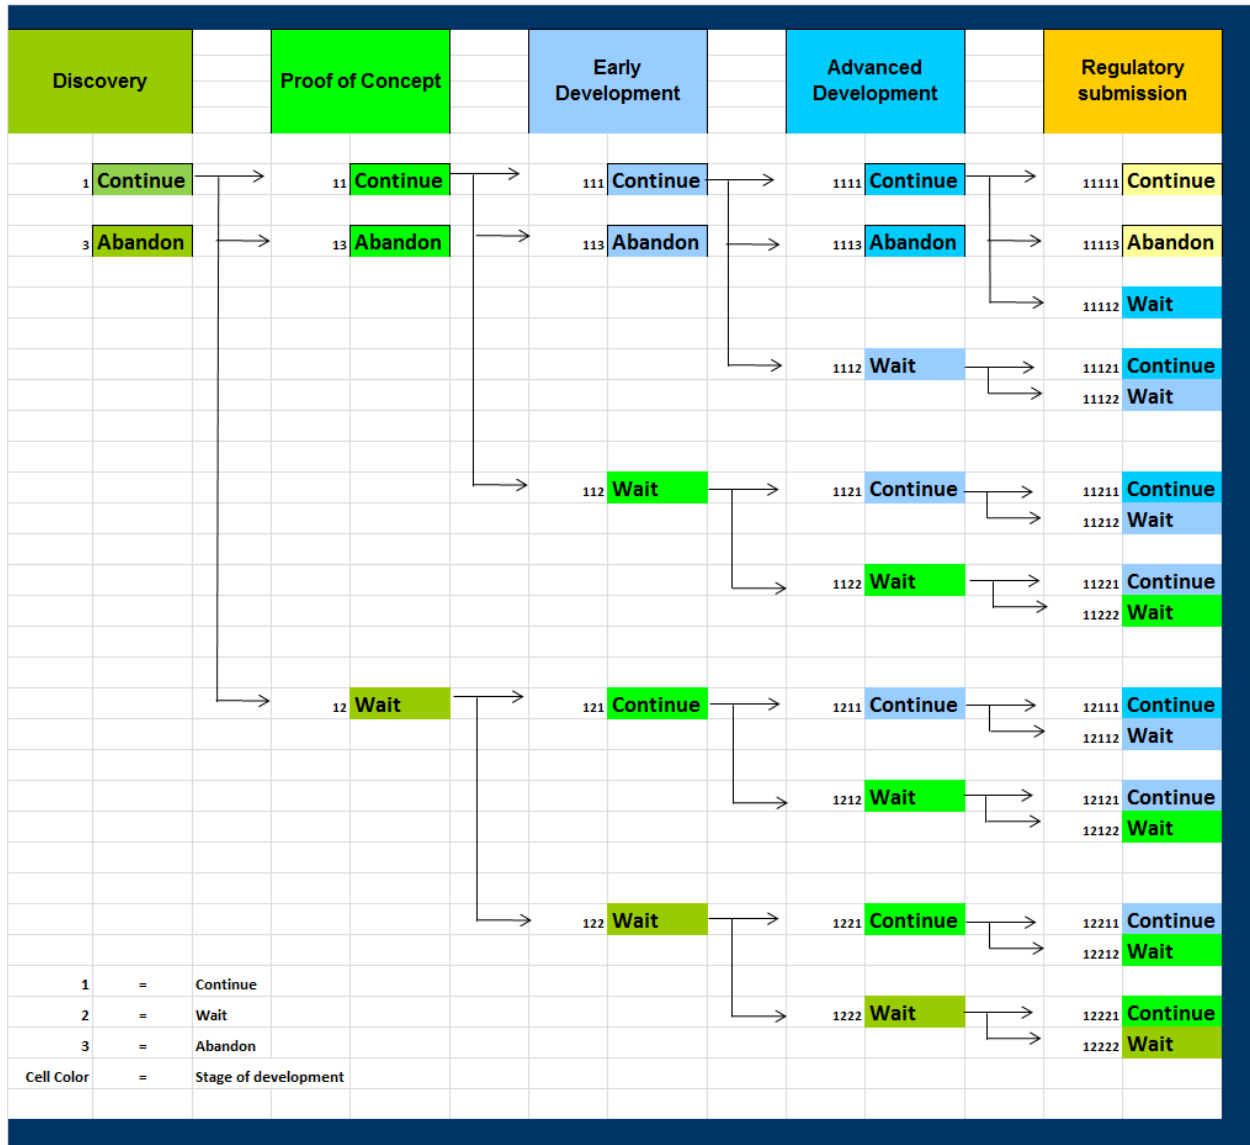 Discovery Proof of Concept Early Development Advanced Development Regulatory submission
1 Continue 11 Continue 111 Continue 1111 Continue 11111 Continue
3 Abandon 13 Abandon 113 Abandon 1113 Abandon 11113 Abandon
11112 Wait
1112 Wait 11121 Continue
11122 Wait
112 Wait 1121 Continue 11211 Continue
11212 Wait
1122 Wait 11221 Continue
11222 Wait
12 Wait 121 Continue 1211 Continue 12111 Continue
12112 Wait
1212 Wait 12121 Continue
12122 Wait
122 Wait 1221 Continue 12211 Continue
12212 Wait
1 = Continue
2 = Wait 1222 Wait 12221 Continue
3 = Abandon 12222 Wait
Cell Color = Stage of development